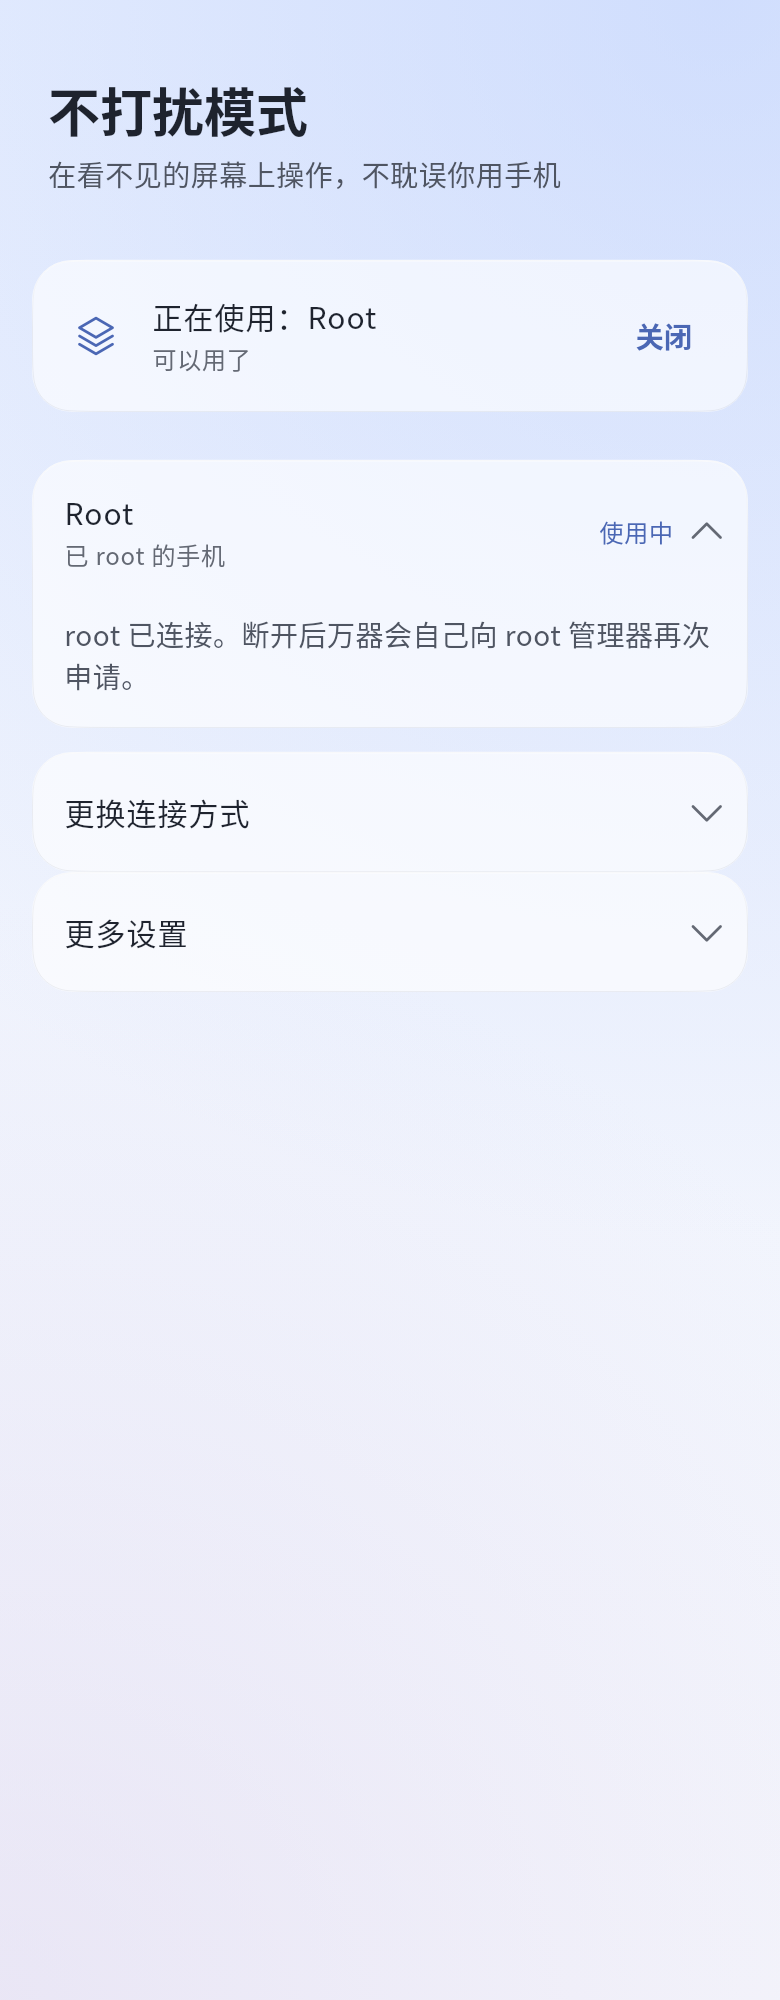 不打扰模式
在看不见的屏幕上操作，不耽误你用手机
正在使用：Root
可以用了
关闭
Root
已 root 的手机
使用中
root 已连接。断开后万器会自己向 root 管理器再次
申请。
更换连接方式
更多设置